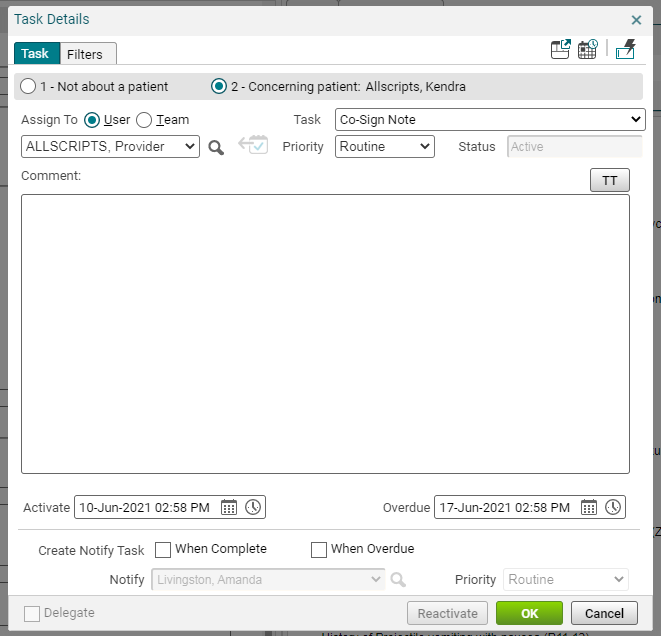 Task Details
Task Filters
1 - Not about a patient 2 - Concerning patient: Allscripts, Kendra
Assign To User Team Task Co-Sign Note
ALLSCRIPTS, Provider Priority Routine Status Active
Comment: TT
Activate 10-Jun-2021 02:58 PM Overdue 17-Jun-2021 02:58 PM
Create Notify Task When Complete When Overdue
Notify Livingston, Amanda Priority Routine
Delegate Reactivate OK Cancel